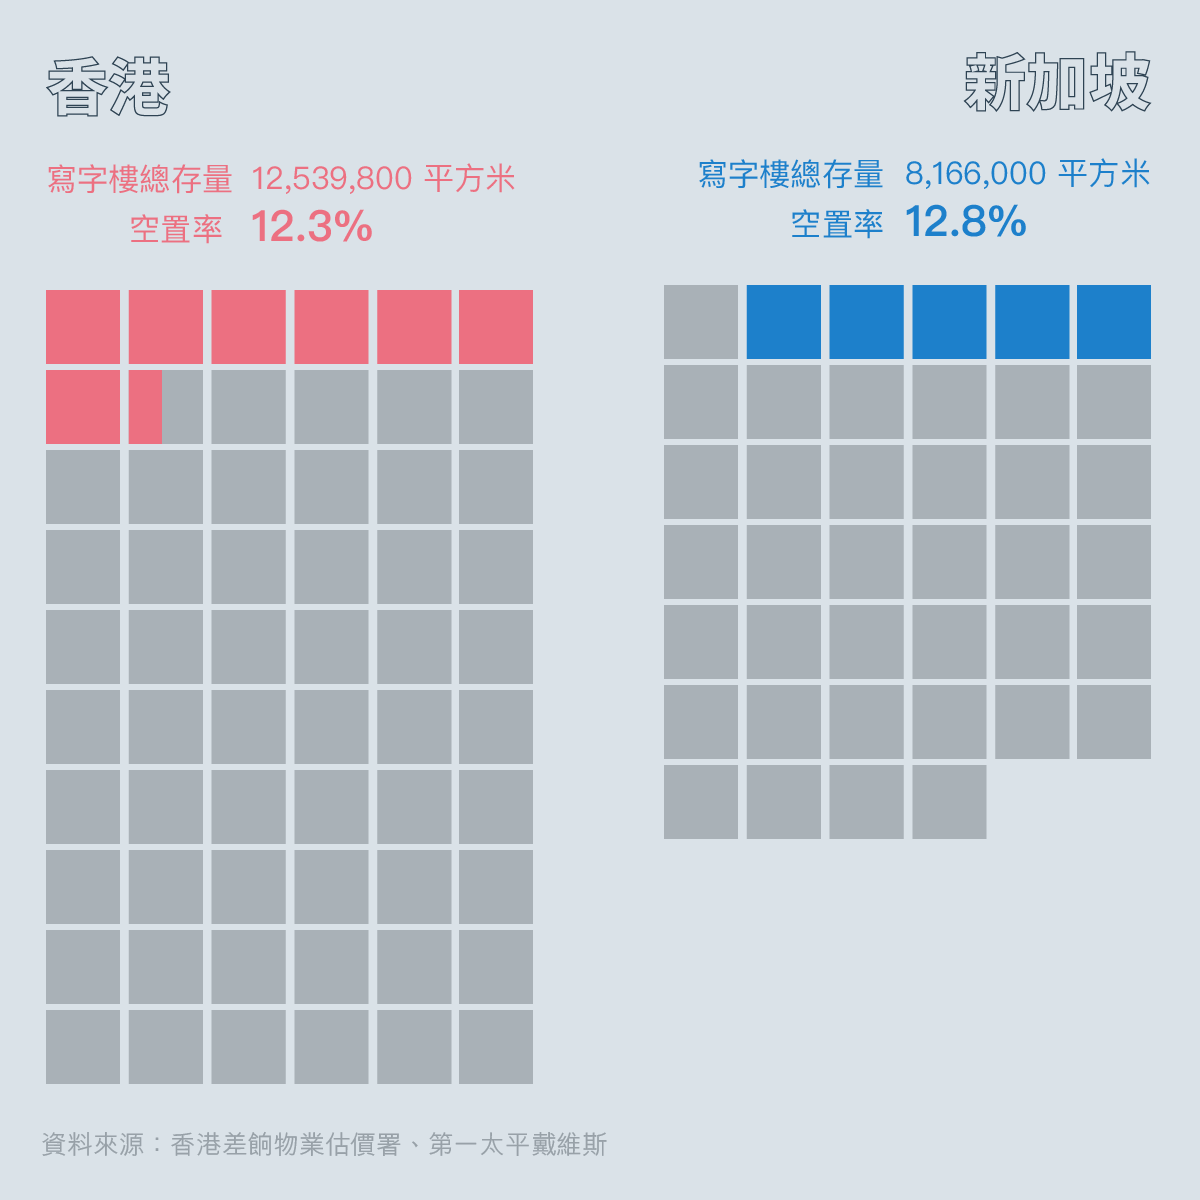 香港
寫字樓總存量 12,539,800 平方米
空置率 12.3%
新加坡
寫字樓總存量 8,166,000 平方米
空置率 12.8%
資料來源：香港差餉物業估價署、第一太平戴維斯